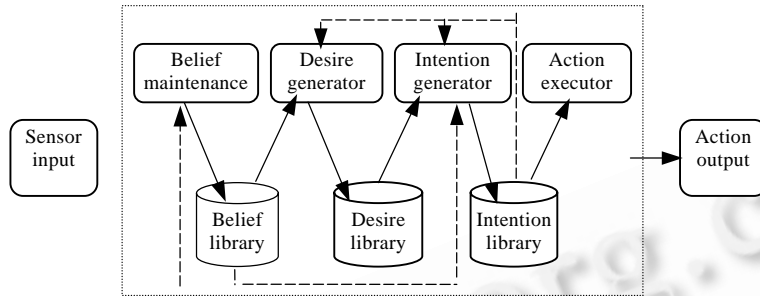 Belief
maintenance
Desire
generator
Intention
generator
Action
executor
Sensor
input
Action
output
Belief
library
Desire
library
Intention
library